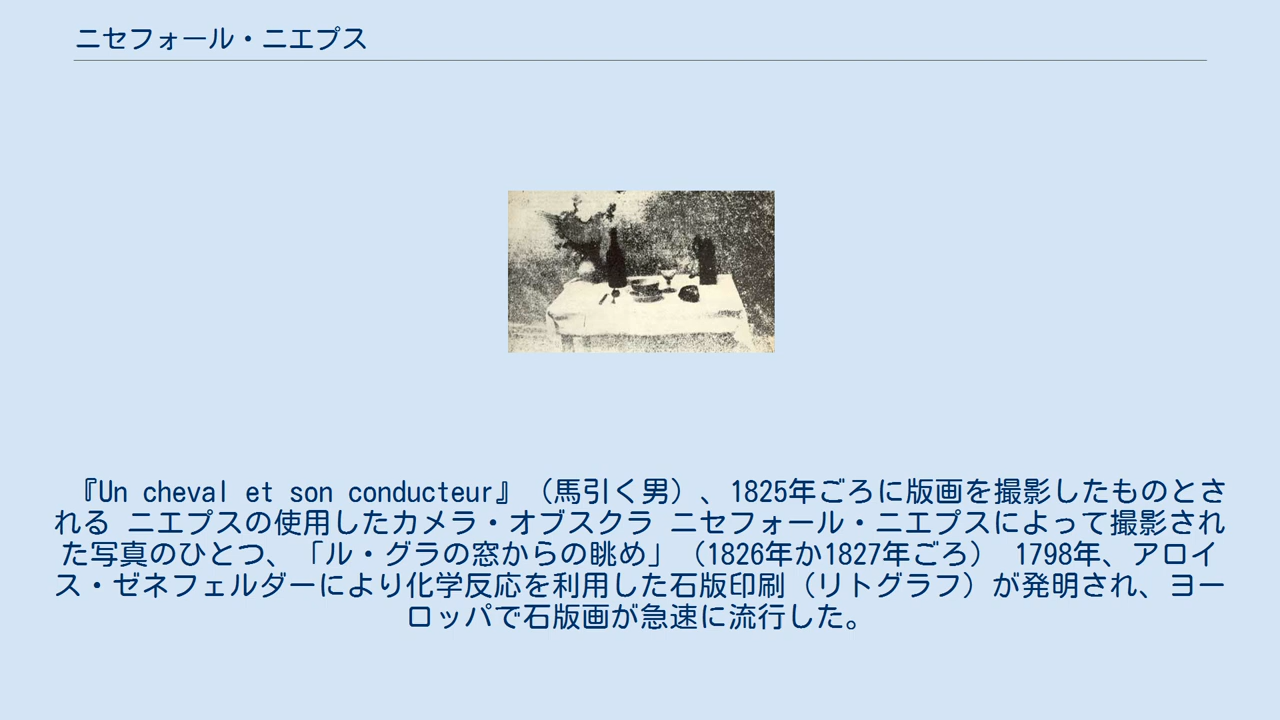 ニセフォール・ニエプス
『Un cheval et son conducteur』（馬引く男）、1825年ごろに版画を撮影したものとさ
れる ニエプスの使用したカメラ・オブスクラ ニセフォール・ニエプスによって撮影され
た写真のひとつ、「ル・グラの窓からの眺め」（1826年か1827年ごろ） 1798年、アロイ
ス・ゼネフェルダーにより化学反応を利用した石版印刷（リトグラフ）が発明され、ヨー
ロッパで石版画が急速に流行した。